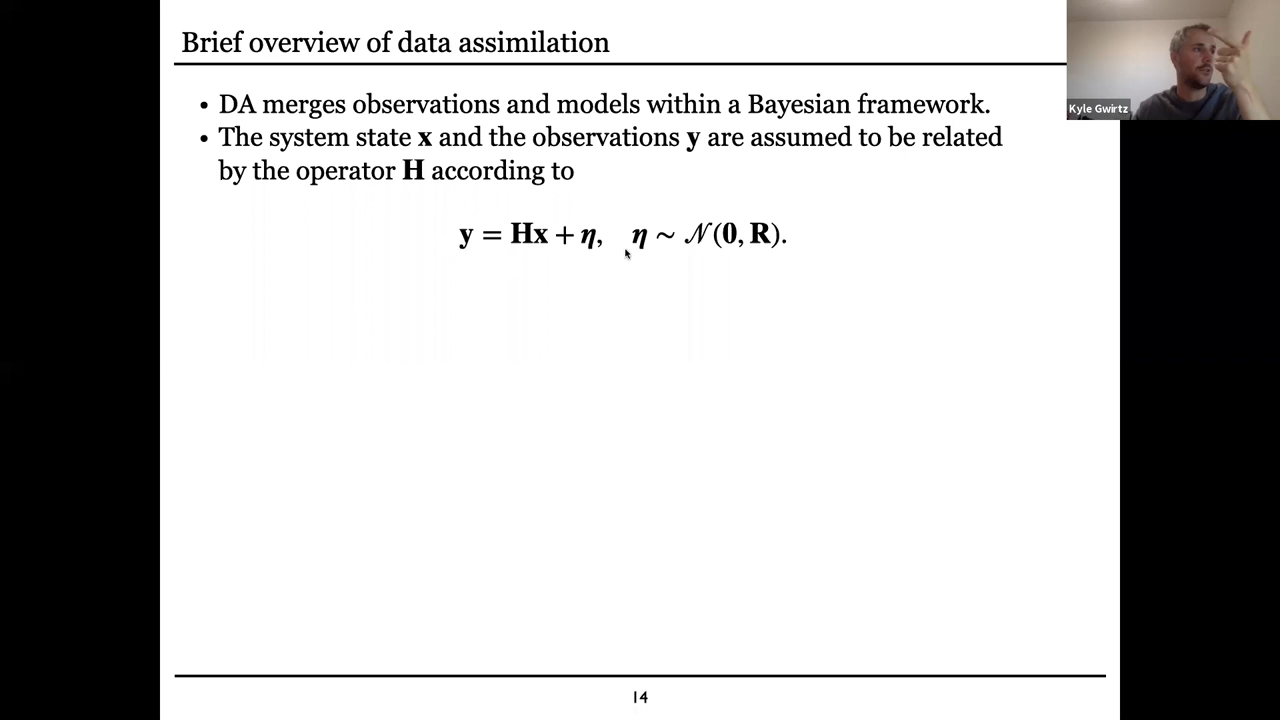 Brief overview of data assimilation
Kyle Gwirtz
• DA merges observations and models within a Bayesian framework.
• The system state x and the observations y are assumed to be related
by the operator H according to
y = Hx + η, η ∼ 𝒩(0, R).
14